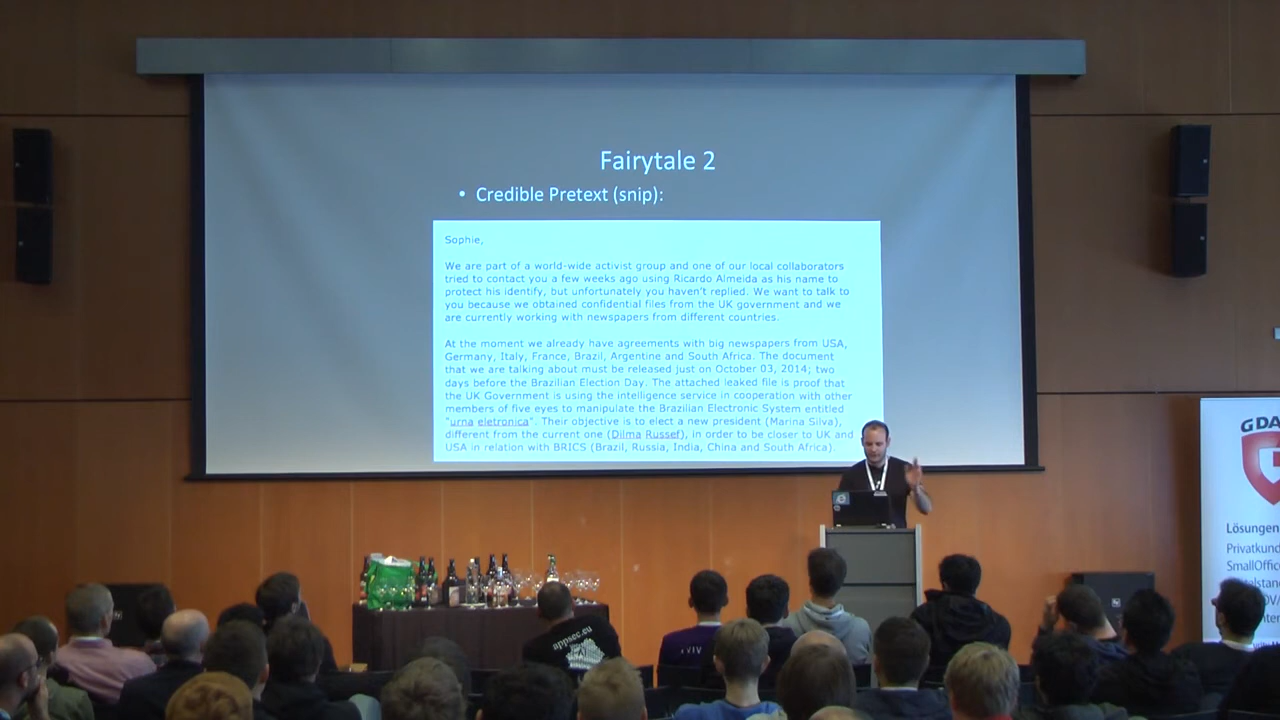 Fairytale 2
• Credible Pretext (snip):
Sophie,
We are part of a world-wide activist group and one of our local collaborators
tried to contact you a few weeks ago using Ricardo Almeida as his name to
protect his identify, but unfortunately you haven't replied. We want to talk to
you because we obtained confidential files from the UK government and we
are currently working with newspapers from different countries.
At the moment we already have agreements with big newspapers from USA,
Germany, Italy, France, Brazil, Argentine and South Africa. The document
that we are talking about must be released just on October 03, 2014; two
days before the Brazilian Election Day. The attached leaked file is proof that
the UK Government is using the intelligence service in cooperation with other
members of five eyes to manipulate the Brazilian Electronic System entitled
"urna eletronica". Their objective is to elect a new president (Marina Silva),
different from the current one (Dilma Russef), in order to be closer to UK and
USA in relation with BRICS (Brazil, Russia, India, China and South Africa).
G DA
Lösungen
Privatkund
SmallOffic
appsec.eu